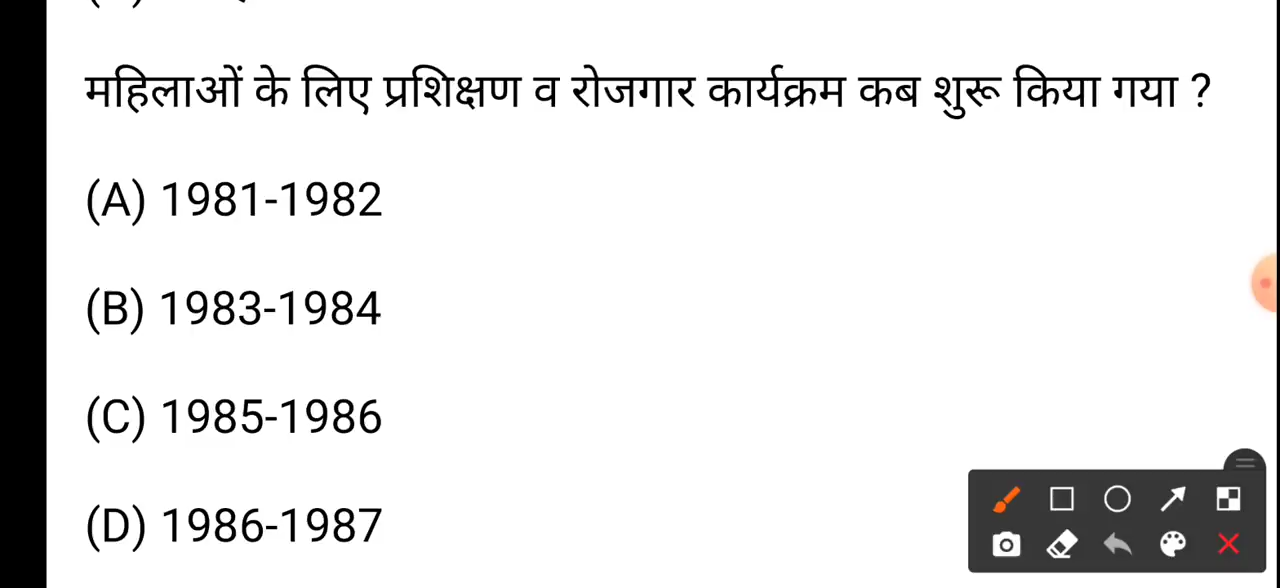 महिलाओं के लिए प्रशिक्षण व रोजगार कार्यक्रम कब शुरू किया गया ?
(A) 1981-1982
(B) 1983-1984
(C) 1985-1986
(D) 1986-1987